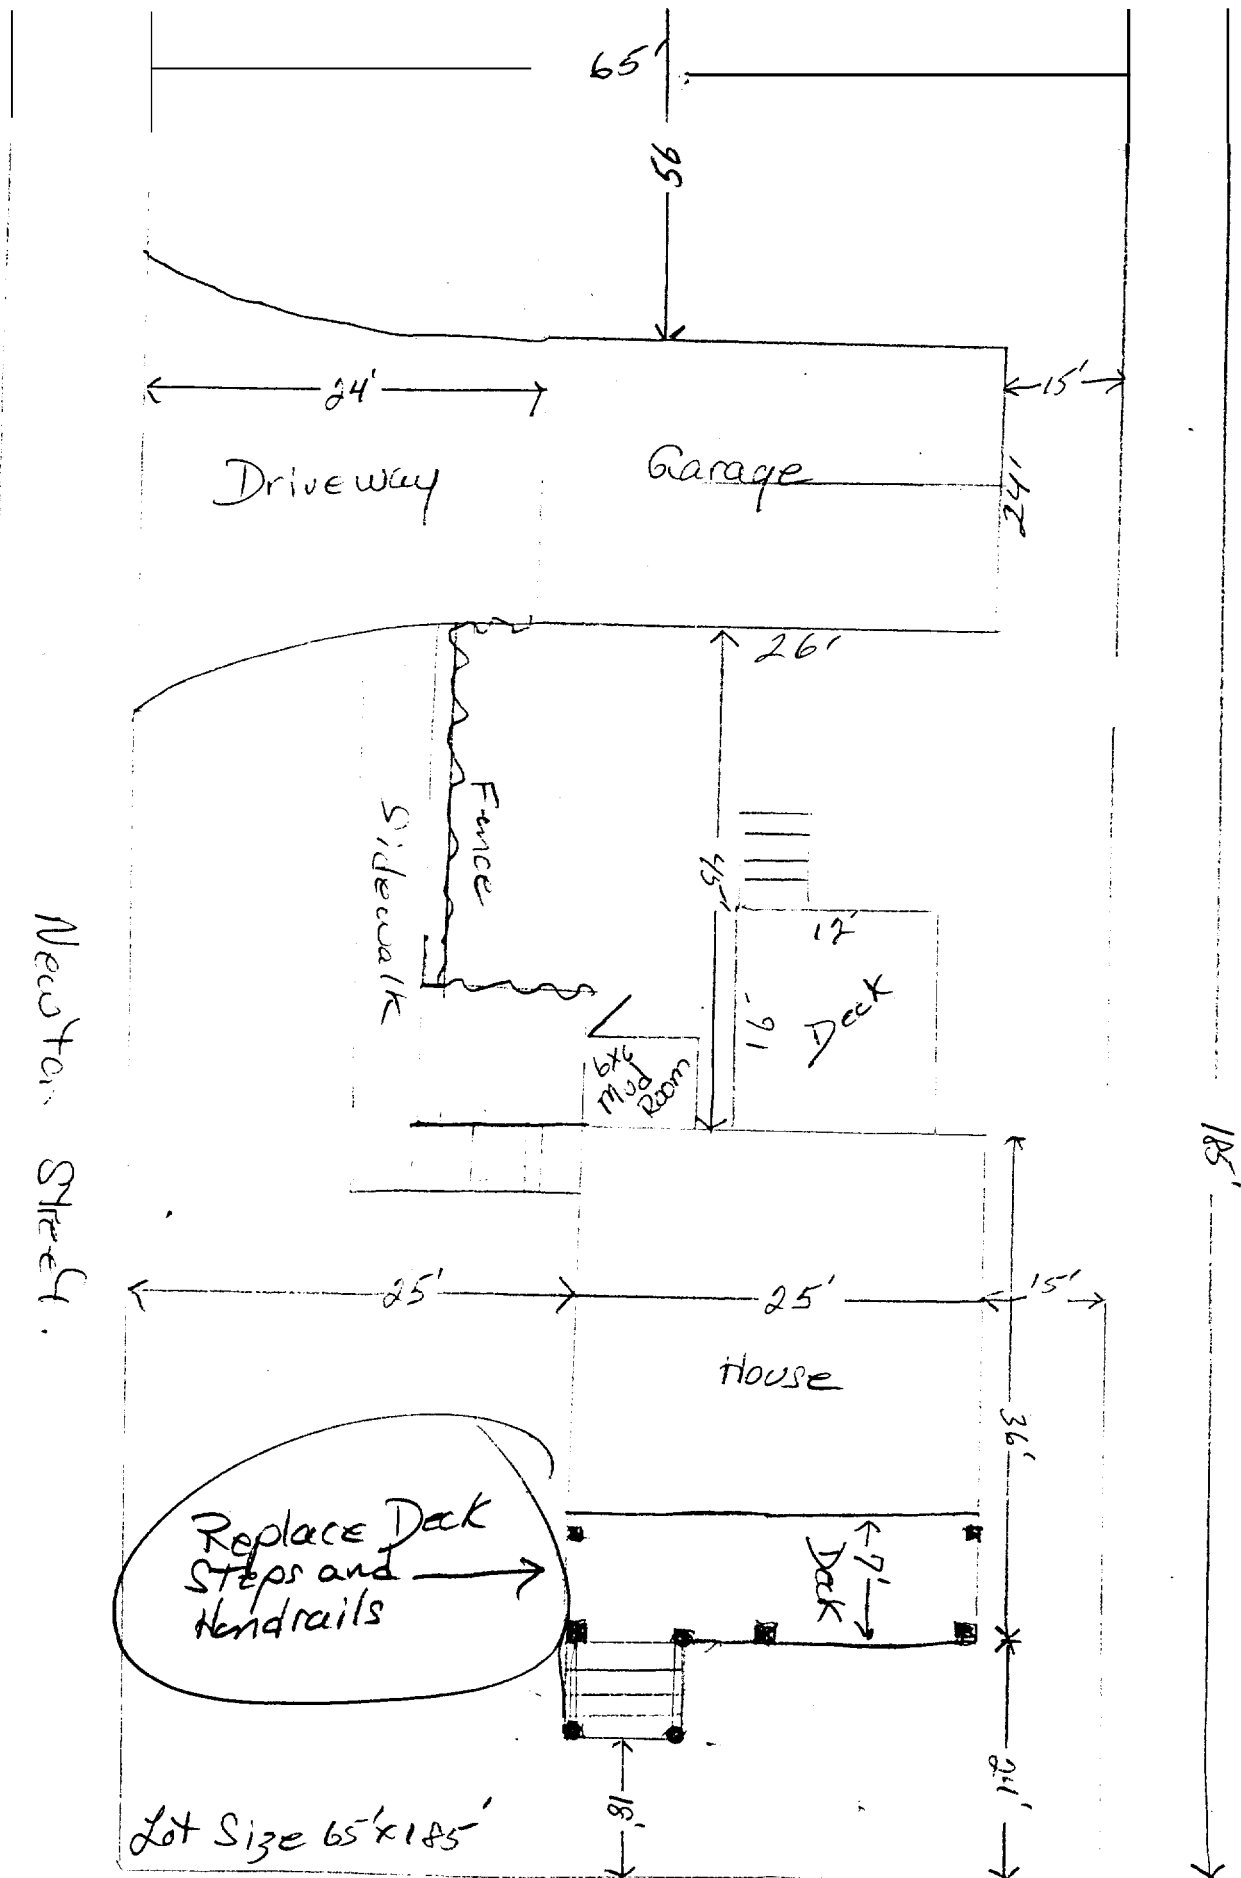 65'
56
24'
15'
Driveway
Garage
24'
26'
Fence
Sidewalk
45'
12'
16'
Deck
6x6
Mud
Room
Newton Street.
185'
25'
25'
15'
House
36'
Replace Deck
Steps and
Handrails
7'
Deck
18'
24'
Lot Size 65'x185'